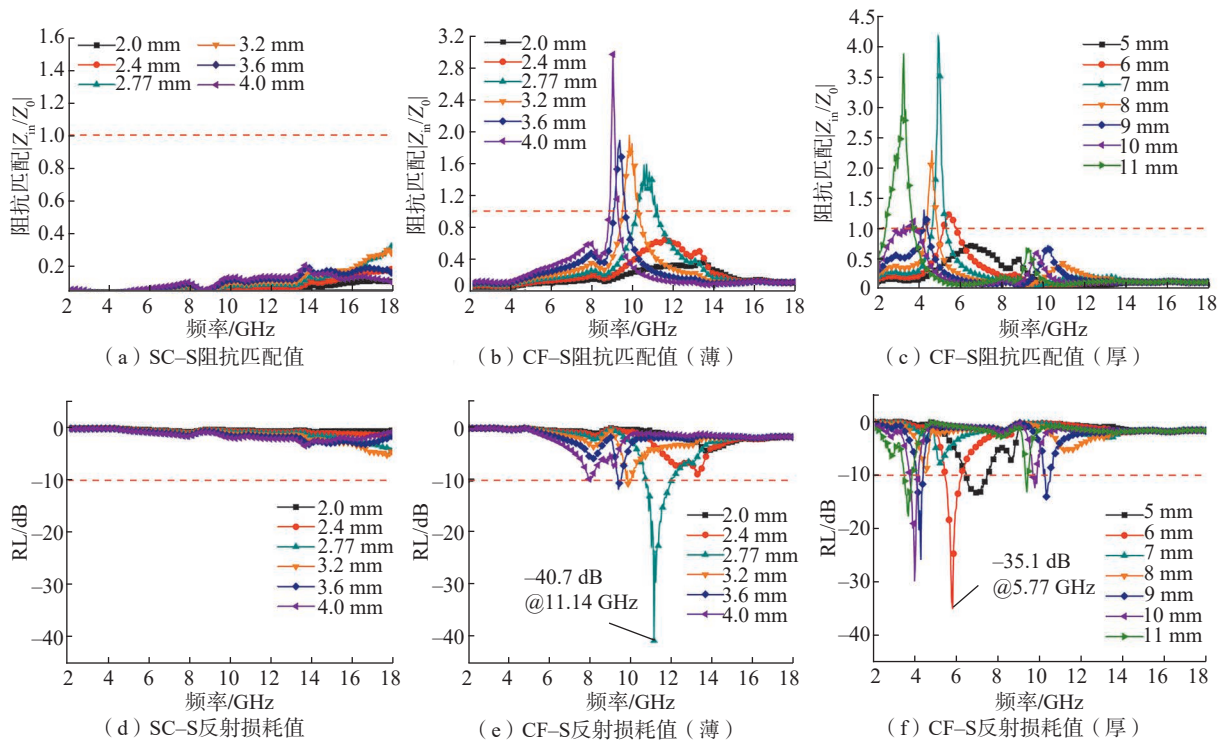 阻抗匹配|Z_in/Z_0|
1.6
1.4
1.2
1.0
0.8
0.6
0.4
0.2
2.0 mm
2.4 mm
2.77 mm
3.2 mm
3.6 mm
4.0 mm
2 4 6 8 10 12 14 16 18
频率/GHz
（a）SC–S阻抗匹配值
阻抗匹配|Z_in/Z_0|
3.2
2.8
2.4
2.0
1.6
1.2
1.0
0.8
0.4
0
2.0 mm
2.4 mm
2.77 mm
3.2 mm
3.6 mm
4.0 mm
2 4 6 8 10 12 14 16 18
频率/GHz
（b）CF–S阻抗匹配值（薄）
阻抗匹配|Z_in/Z_0|
4.5
4.0
3.5
3.0
2.5
2.0
1.5
1.0
0.5
0
5 mm
6 mm
7 mm
8 mm
9 mm
10 mm
11 mm
2 4 6 8 10 12 14 16 18
频率/GHz
（c）CF–S阻抗匹配值（厚）
RL/dB
0
–10
–20
–30
–40
2.0 mm
2.4 mm
2.77 mm
3.2 mm
3.6 mm
4.0 mm
2 4 6 8 10 12 14 16 18
频率/GHz
（d）SC–S反射损耗值
RL/dB
0
–10
–20
–30
–40
–40.7 dB
@11.14 GHz
2.0 mm
2.4 mm
2.77 mm
3.2 mm
3.6 mm
4.0 mm
2 4 6 8 10 12 14 16 18
频率/GHz
（e）CF–S反射损耗值（薄）
RL/dB
0
–10
–20
–30
–40
–35.1 dB
@5.77 GHz
5 mm
6 mm
7 mm
8 mm
9 mm
10 mm
11 mm
2 4 6 8 10 12 14 16 18
频率/GHz
（f）CF–S反射损耗值（厚）